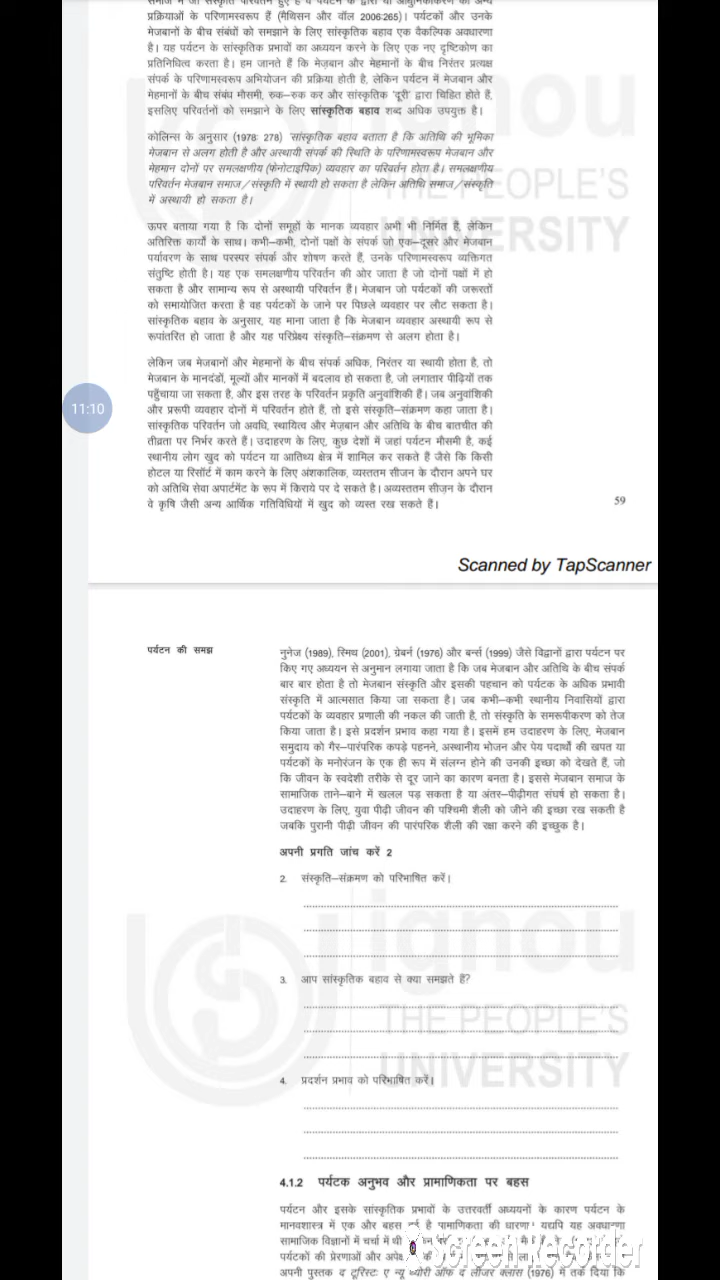 समाज में जो संस्कृति परिवर्तन हुए हैं वे पर्यटन के द्वारा या आधुनिकीकरण की अन्य
प्रक्रियाओं के परिणामस्वरूप हैं (मैथिसन और वॉल 2006:265)। पर्यटकों और उनके
मेजबानों के बीच संबंधों को समझाने के लिए सांस्कृतिक बहाव एक वैकल्पिक अवधारणा
है। यह पर्यटन के सांस्कृतिक प्रभावों का अध्ययन करने के लिए एक नए दृष्टिकोण का
प्रतिनिधित्व करता है। हम जानते हैं कि मेज़बान और मेहमानों के बीच निरंतर प्रत्यक्ष
संपर्क के परिणामस्वरूप अभियोजन की प्रक्रिया होती है, लेकिन पर्यटन में मेजबान और
मेहमानों के बीच संबंध मौसमी, रुक–रुक कर और सांस्कृतिक 'दूरी' द्वारा चिहित होते हैं,
इसलिए परिवर्तनों को समझाने के लिए सांस्कृतिक बहाव शब्द अधिक उपयुक्त है।
कोलिन्स के अनुसार (1978: 278) 'सांस्कृतिक बहाव बताता है कि अतिथि की भूमिका
मेजबान से अलग होती है और अस्थायी संपर्क की स्थिति के परिणामस्वरूप मेजबान और
मेहमान दोनों पर समलक्षणीय (फेनोटाइपिक) व्यवहार का परिवर्तन होता है। समलक्षणीय
परिवर्तन मेजबान समाज/संस्कृति में स्थायी हो सकता है लेकिन अतिथि समाज/संस्कृति
में अस्थायी हो सकता है।
ऊपर बताया गया है कि दोनों समूहों के मानक व्यवहार अभी भी निर्मित हैं, लेकिन
अतिरिक्त कार्यों के साथ। कभी–कभी, दोनों पक्षों के संपर्क जो एक–दूसरे और मेजबान
पर्यावरण के साथ परस्पर संपर्क और शोषण करते हैं, उनके परिणामस्वरूप व्यक्तिगत
संतुष्टि होती है। यह एक समलक्षणीय परिवर्तन की ओर जाता है जो दोनों पक्षों में हो
सकता है और सामान्य रूप से अस्थायी परिवर्तन हैं। मेजबान जो पर्यटकों की जरूरतों
को समायोजित करता है वह पर्यटकों के जाने पर पिछले व्यवहार पर लौट सकता है।
सांस्कृतिक बहाव के अनुसार, यह माना जाता है कि मेजबान व्यवहार अस्थायी रूप से
रूपांतरित हो जाता है और यह परिप्रेक्ष्य संस्कृति–संक्रमण से अलग होता है।
लेकिन जब मेजबानों और मेहमानों के बीच संपर्क अधिक, निरंतर या स्थायी होता है, तो
मेजबान के मानदंडों, मूल्यों और मानकों में बदलाव हो सकता है, जो लगातार पीढ़ियों तक
11:10
पहुँचाया जा सकता है, और इस तरह के परिवर्तन प्रकृति अनुवांशिकी हैं। जब अनुवांशिकी
और प्ररूपी व्यवहार दोनों में परिवर्तन होते हैं, तो इसे संस्कृति–संक्रमण कहा जाता है।
सांस्कृतिक परिवर्तन जो अवधि, स्थायित्व और मेज़बान और अतिथि के बीच बातचीत की
तीव्रता पर निर्भर करते हैं। उदाहरण के लिए, कुछ देशों में जहां पर्यटन मौसमी है, कई
स्थानीय लोग खुद को पर्यटन या आतिथ्य क्षेत्र में शामिल कर सकते हैं जैसे कि किसी
होटल या रिसॉर्ट में काम करने के लिए अंशकालिक, व्यस्ततम सीजन के दौरान अपने घर
को अतिथि सेवा अपार्टमेंट के रूप में किराये पर दे सकते है। अव्यस्ततम सीज़न के दौरान
वे कृषि जैसी अन्य आर्थिक गतिविधियों में खुद को व्यस्त रख सकते हैं।
59
Scanned by TapScanner
पर्यटन की समझ
नुनेज (1989), स्मिथ (2001), ग्रेबर्न (1976) और बर्न्स (1999) जैसे विद्वानों द्वारा पर्यटन पर
किए गए अध्ययन से अनुमान लगाया जाता है कि जब मेजबान और अतिथि के बीच संपर्क
बार बार होता है तो मेजबान संस्कृति और इसकी पहचान को पर्यटक के अधिक प्रभावी
संस्कृति में आत्मसात किया जा सकता है। जब कभी–कभी स्थानीय निवासियों द्वारा
पर्यटकों के व्यवहार प्रणाली की नकल की जाती है, तो संस्कृति के समरूपीकरण को तेज
किया जाता है। इसे प्रदर्शन प्रभाव कहा गया है। इसमें हम उदाहरण के लिए, मेजबान
समुदाय को गैर–पारंपरिक कपड़े पहनने, अस्थानीय भोजन और पेय पदार्थों की खपत या
पर्यटकों के मनोरंजन के एक ही रूप में संलग्न होने की उनकी इच्छा को देखते हैं, जो
कि जीवन के स्वदेशी तरीके से दूर जाने का कारण बनता है। इससे मेजबान समाज के
सामाजिक ताने–बाने में खलल पड़ सकता है या अंतर–पीढ़ीगत संघर्ष हो सकता है।
उदाहरण के लिए, युवा पीढ़ी जीवन की पश्चिमी शैली को जीने की इच्छा रख सकती है
जबकि पुरानी पीढ़ी जीवन की पारंपरिक शैली की रक्षा करने की इच्छुक है।
अपनी प्रगति जांच करें 2
2. संस्कृति–संक्रमण को परिभाषित करें।
3. आप सांस्कृतिक बहाव से क्या समझते हैं?
4. प्रदर्शन प्रभाव को परिभाषित करें।
ignou
THE PEOPLE'S
UNIVERSITY
4.1.2 पर्यटक अनुभव और प्रामाणिकता पर बहस
पर्यटन और इसके सांस्कृतिक प्रभावों के उत्तरवर्ती अध्ययनों के कारण पर्यटन के
मानवशास्त्र में एक और बहस हुई है प्रामाणिकता की धारणा। यद्यपि यह अवधारणा
सामाजिक विज्ञानों में चर्चा में थी
पर्यटकों की प्रेरणाओं और
Screen Recorder
अपनी पुस्तक द टूरिस्टः ए न्यू थ्योरी ऑफ द लीजर क्लास (1976) में तर्क दिया कि